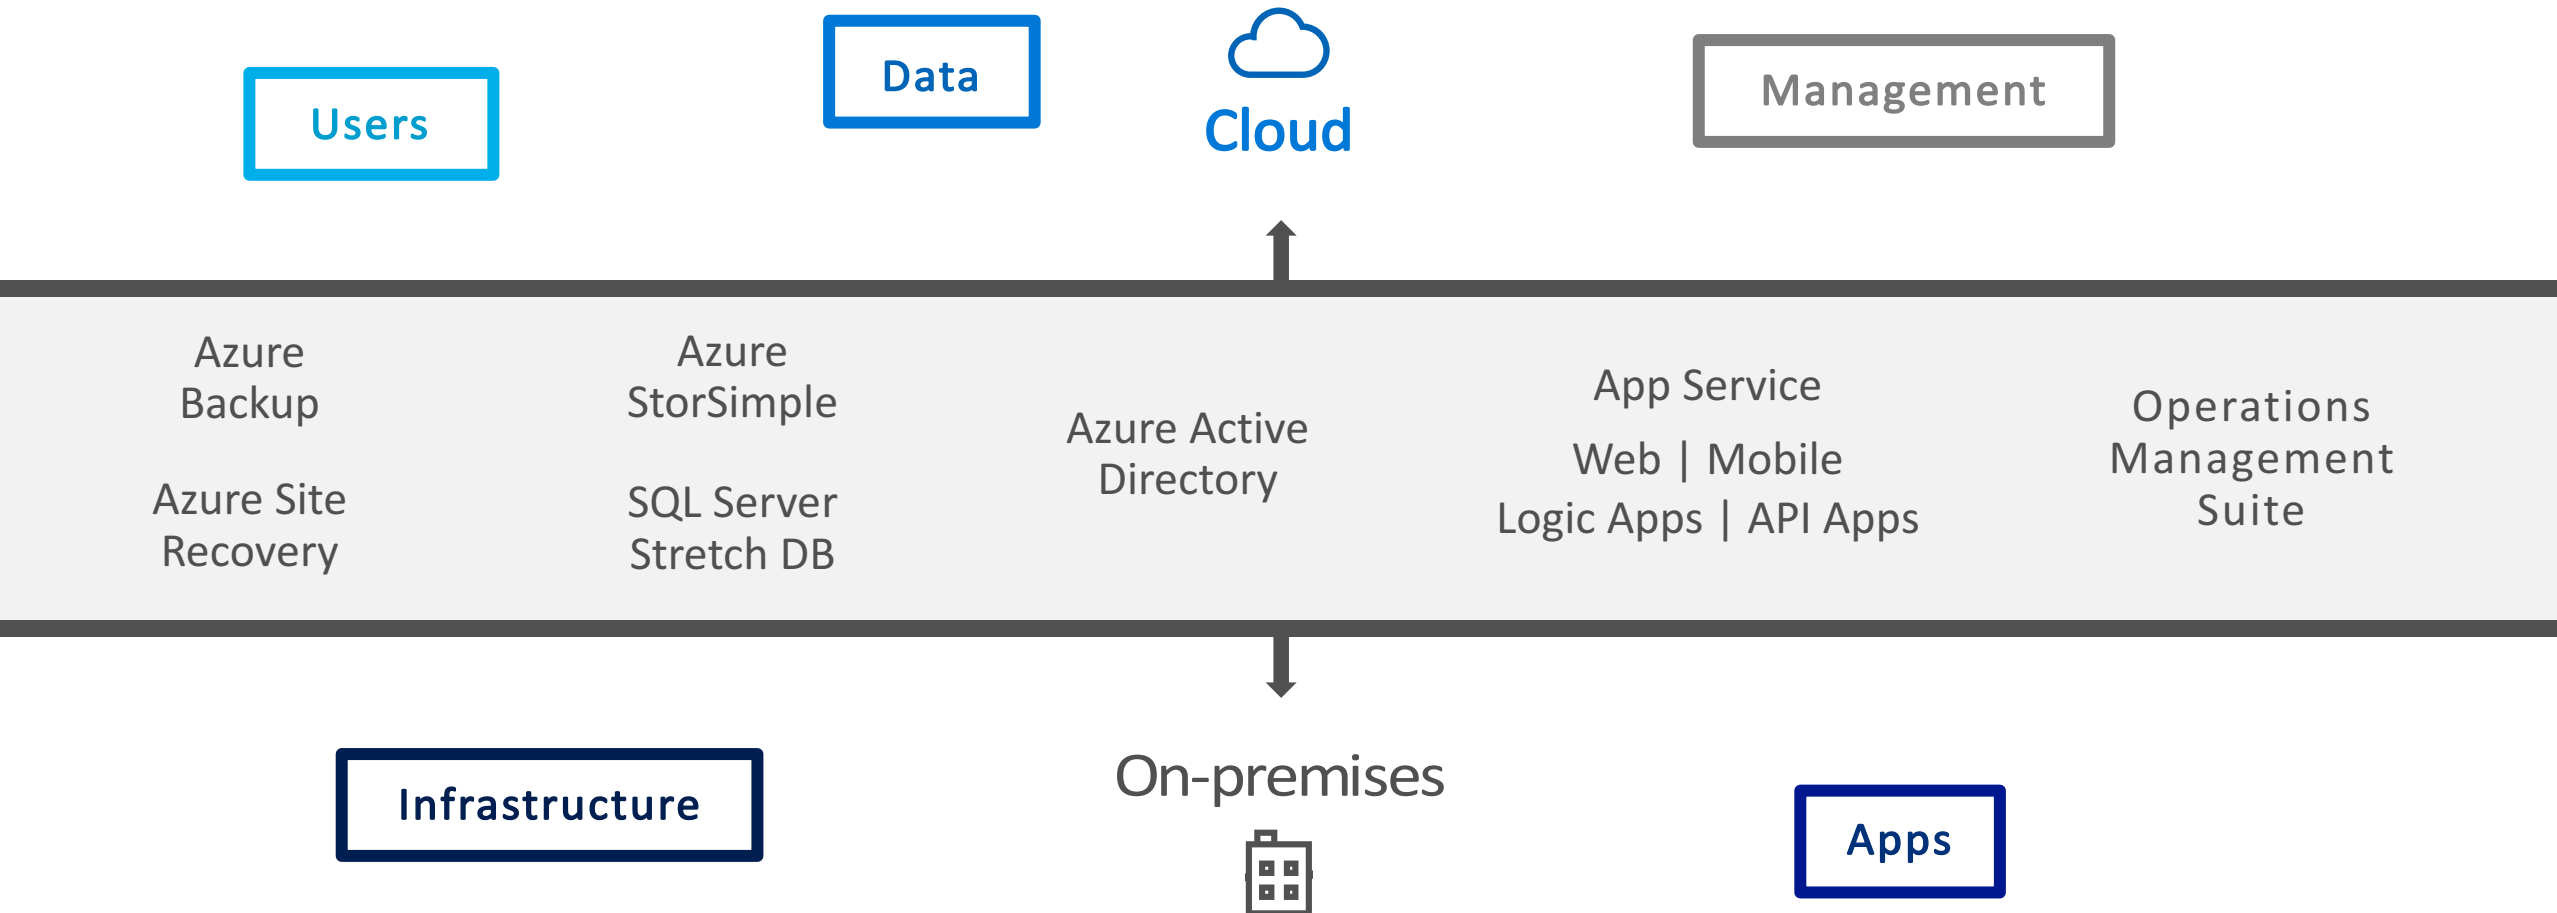 Users
Data
Cloud
Management
Azure
Backup
Azure Site
Recovery
Azure
StorSimple
SQL Server
Stretch DB
Azure Active
Directory
App Service
Web | Mobile
Logic Apps | API Apps
Operations
Management
Suite
Infrastructure
On-premises
Apps